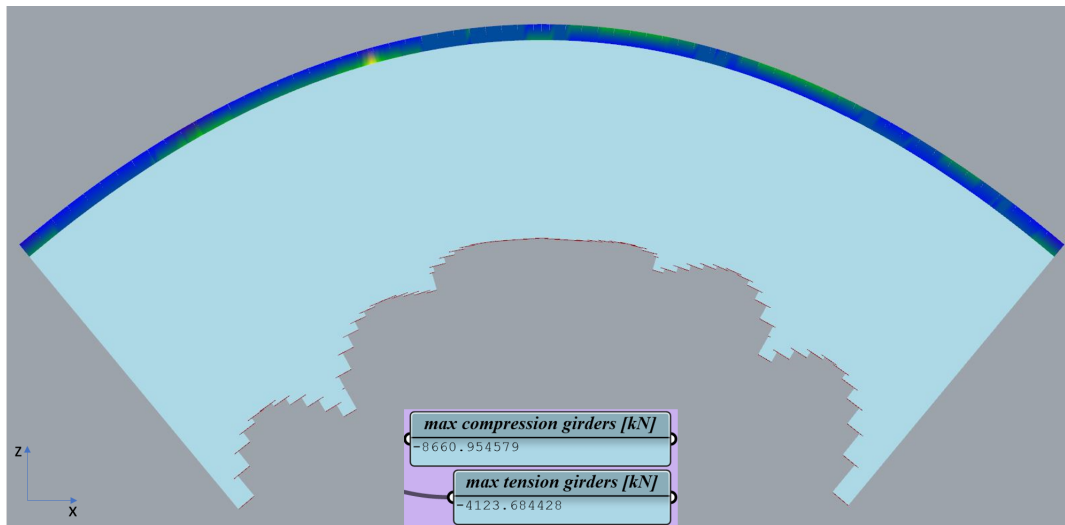 max compression girders [kN]
-8660.954579
max tension girders [kN]
-4123.684428
Z
X